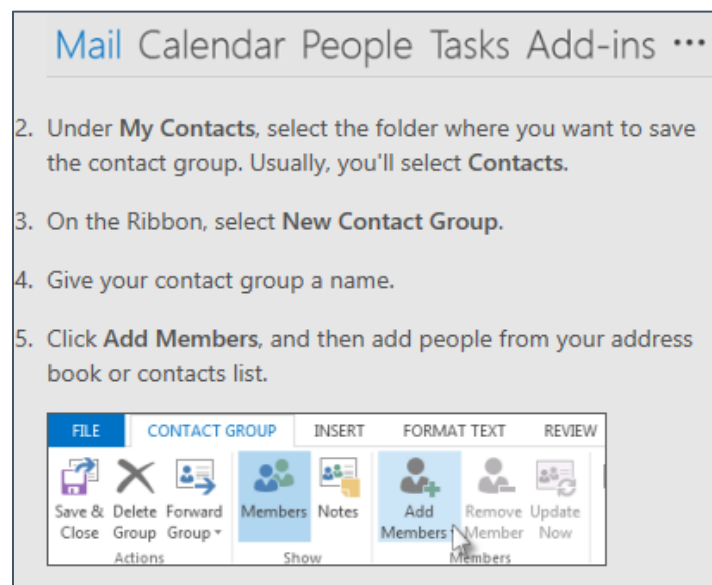 Mail Calendar People Tasks Add-ins •••
2. Under My Contacts, select the folder where you want to save
the contact group. Usually, you'll select Contacts.
3. On the Ribbon, select New Contact Group.
4. Give your contact group a name.
5. Click Add Members, and then add people from your address
book or contacts list.
FILE CONTACT GROUP INSERT FORMAT TEXT REVIEW
Save & Delete Forward Members Notes Add Remove Update
Close Group Group Members Member Now
Actions Show Members